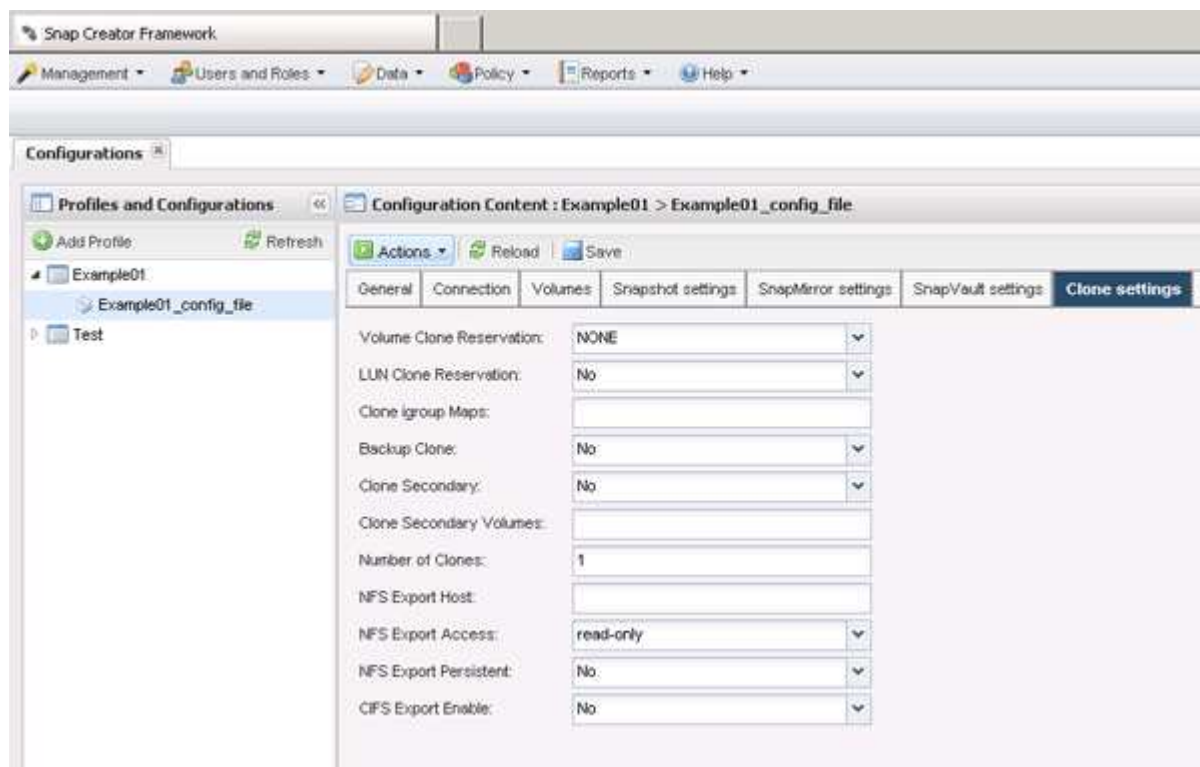 Snap Creator Framework
Management Users and Roles Data Policy Reports Help
Configurations
Profiles and Configurations
Add Profile Refresh
Example01
Example01_config_file
Test
Configuration Content : Example01 > Example01_config_file
Actions Reload Save
General Connection Volumes Snapshot settings SnapMirror settings SnapVault settings Clone settings
Volume Clone Reservation: NONE
LUN Clone Reservation: No
Clone igroup Maps:
Backup Clone: No
Clone Secondary: No
Clone Secondary Volumes:
Number of Clones: 1
NFS Export Host:
NFS Export Access: read-only
NFS Export Persistent: No
CIFS Export Enable: No